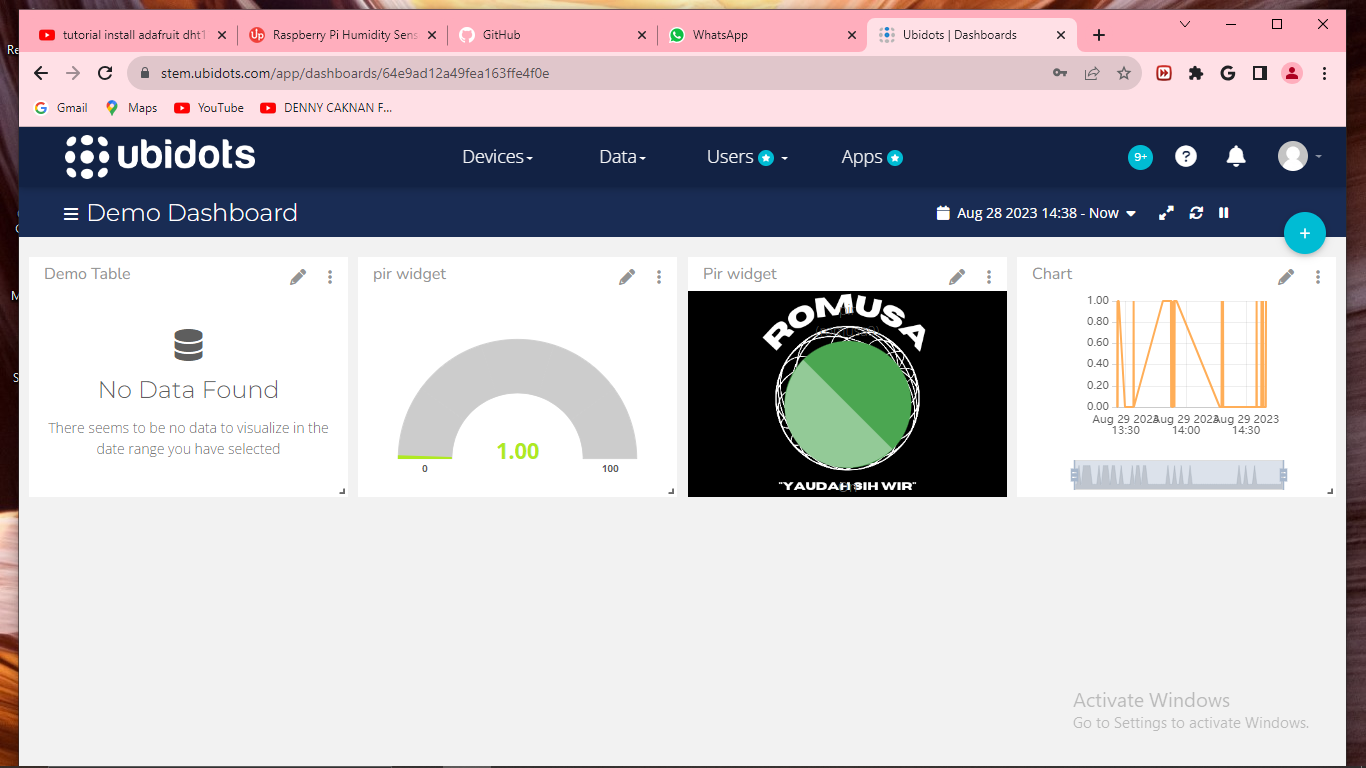 tutorial install adafruit dht1
Raspberry Pi Humidity Sens
GitHub
WhatsApp
Ubidots | Dashboards
stem.ubidots.com/app/dashboards/64e9ad12a49fea163ffe4f0e
Gmail
Maps
YouTube
DENNY CAKNAN F...
ubidots
Devices
Data
Users
Apps
9+
Demo Dashboard
Aug 28 2023 14:38 - Now
Demo Table
No Data Found
There seems to be no data to visualize in the
date range you have selected
pir widget
1.00
0
100
Pir widget
ROMUSA
"YAUDAH SIH WIR"
Chart
1.00
0.80
0.60
0.40
0.20
0.00
Aug 29 2023
13:30
Aug 29 2023
14:00
Aug 29 2023
14:30
Activate Windows
Go to Settings to activate Windows.